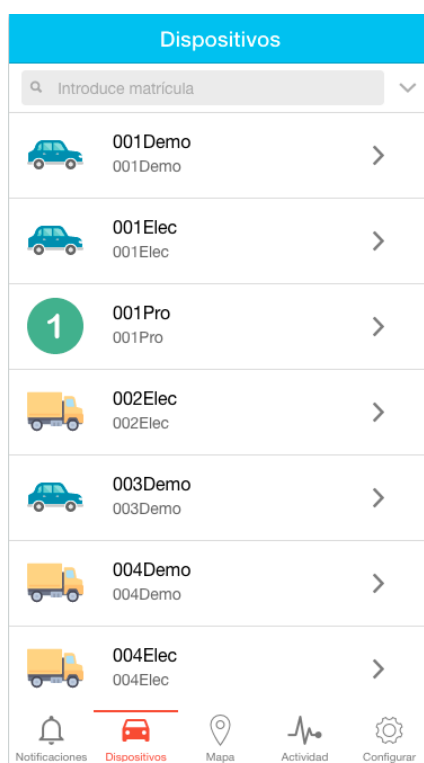 Dispositivos
Introduce matrícula
001Demo
001Demo
001Elec
001Elec
1
001Pro
001Pro
002Elec
002Elec
003Demo
003Demo
004Demo
004Demo
004Elec
004Elec
Notificaciones Dispositivos Mapa Actividad Configurar